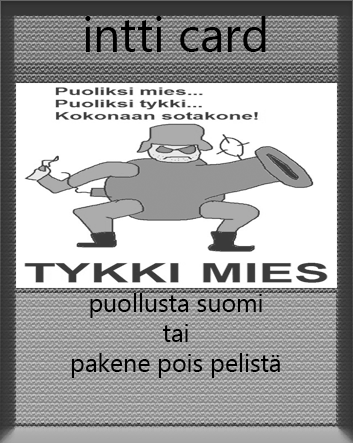 intti card
Puoliksi mies...
Puoliksi tykki...
Kokonaan sotakone!
TYKKI MIES
puollusta suomi
tai
pakene pois pelistä